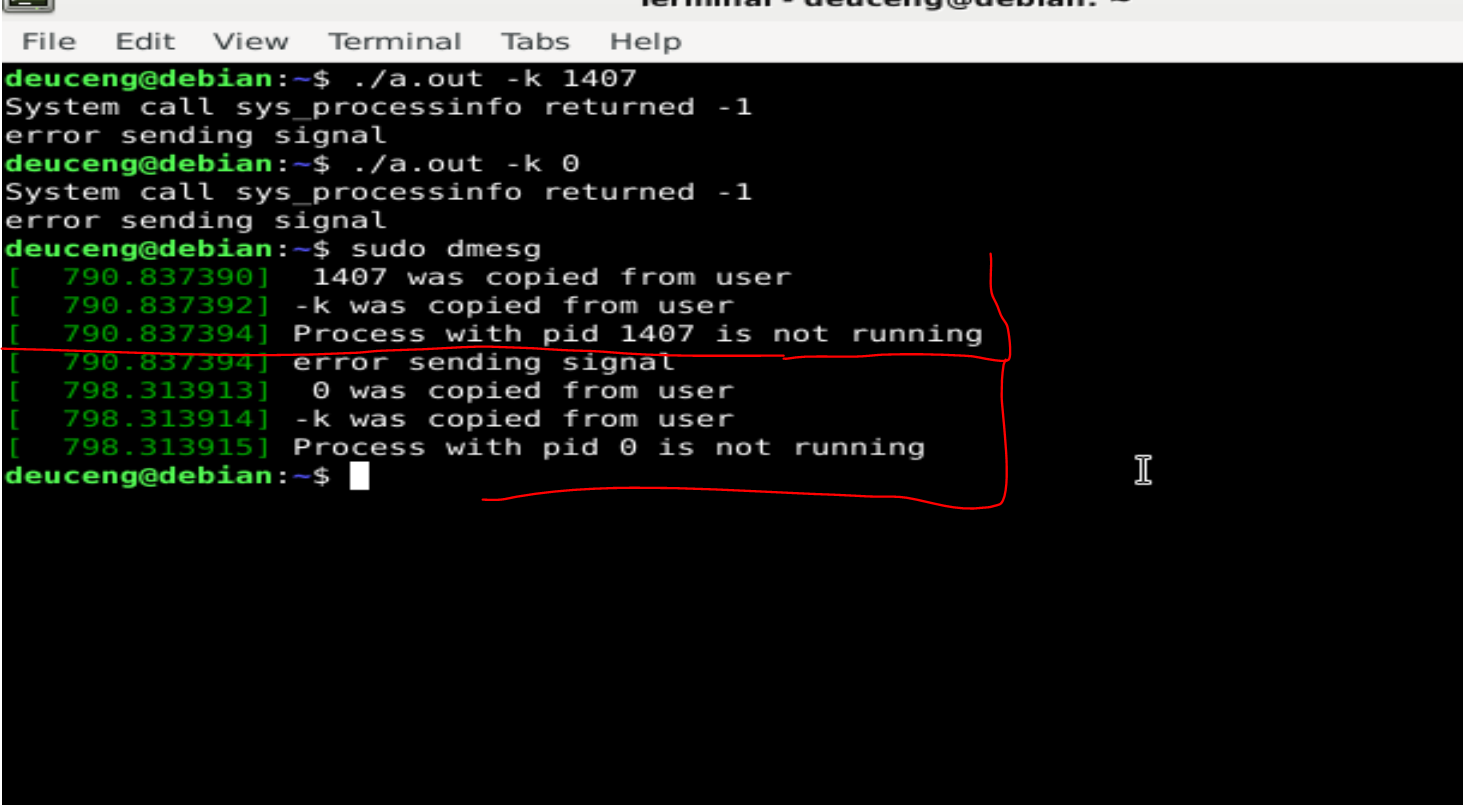 Terminal - deuceng@debian: ~
File Edit View Terminal Tabs Help
deuceng@debian:~$ ./a.out -k 1407
System call sys_processinfo returned -1
error sending signal
deuceng@debian:~$ ./a.out -k 0
System call sys_processinfo returned -1
error sending signal
deuceng@debian:~$ sudo dmesg
[  790.837390]  1407 was copied from user
[  790.837392] -k was copied from user
[  790.837394] Process with pid 1407 is not running
[  790.837394] error sending signal
[  798.313913]  0 was copied from user
[  798.313914] -k was copied from user
[  798.313915] Process with pid 0 is not running
deuceng@debian:~$